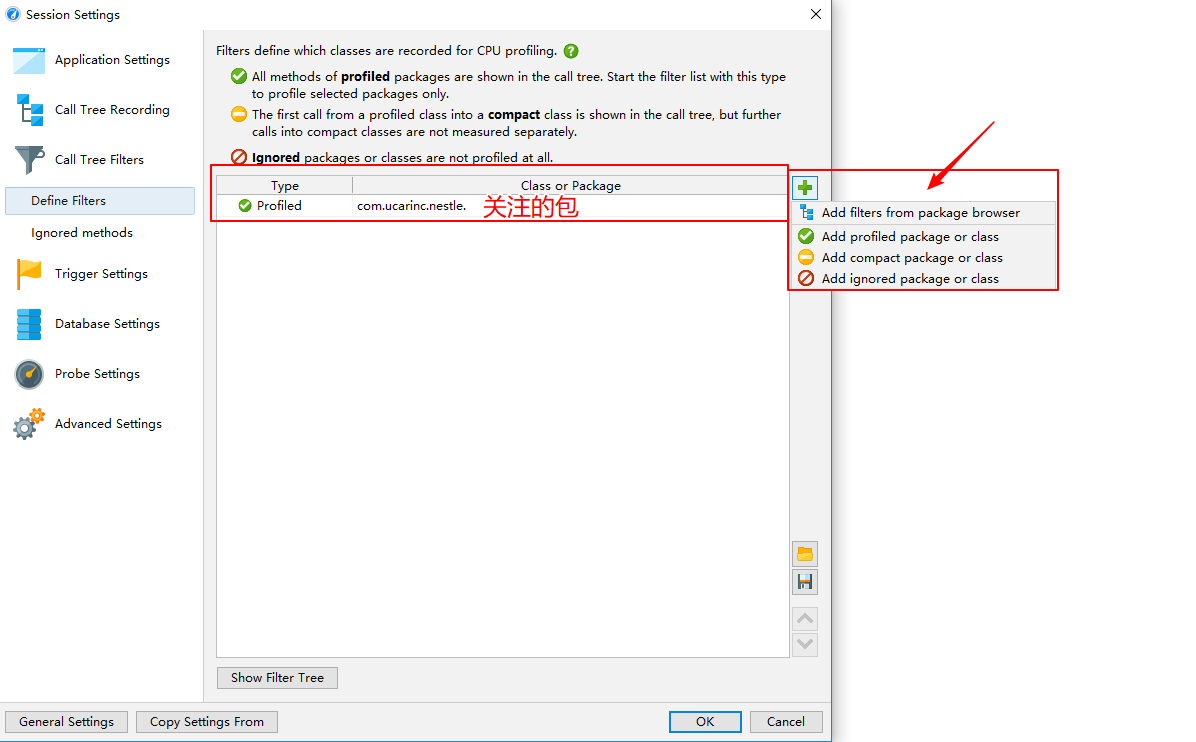 Session Settings
Application Settings
Call Tree Recording
Call Tree Filters
Define Filters
Ignored methods
Trigger Settings
Database Settings
Probe Settings
Advanced Settings
Filters define which classes are recorded for CPU profiling.
All methods of profiled packages are shown in the call tree. Start the filter list with this type
to profile selected packages only.
The first call from a profiled class into a compact class is shown in the call tree, but further
calls into compact classes are not measured separately.
Ignored packages or classes are not profiled at all.
Type Class or Package
Profiled com.ucarinc.nestle. 关注的包
Add filters from package browser
Add profiled package or class
Add compact package or class
Add ignored package or class
Show Filter Tree
General Settings Copy Settings From OK Cancel